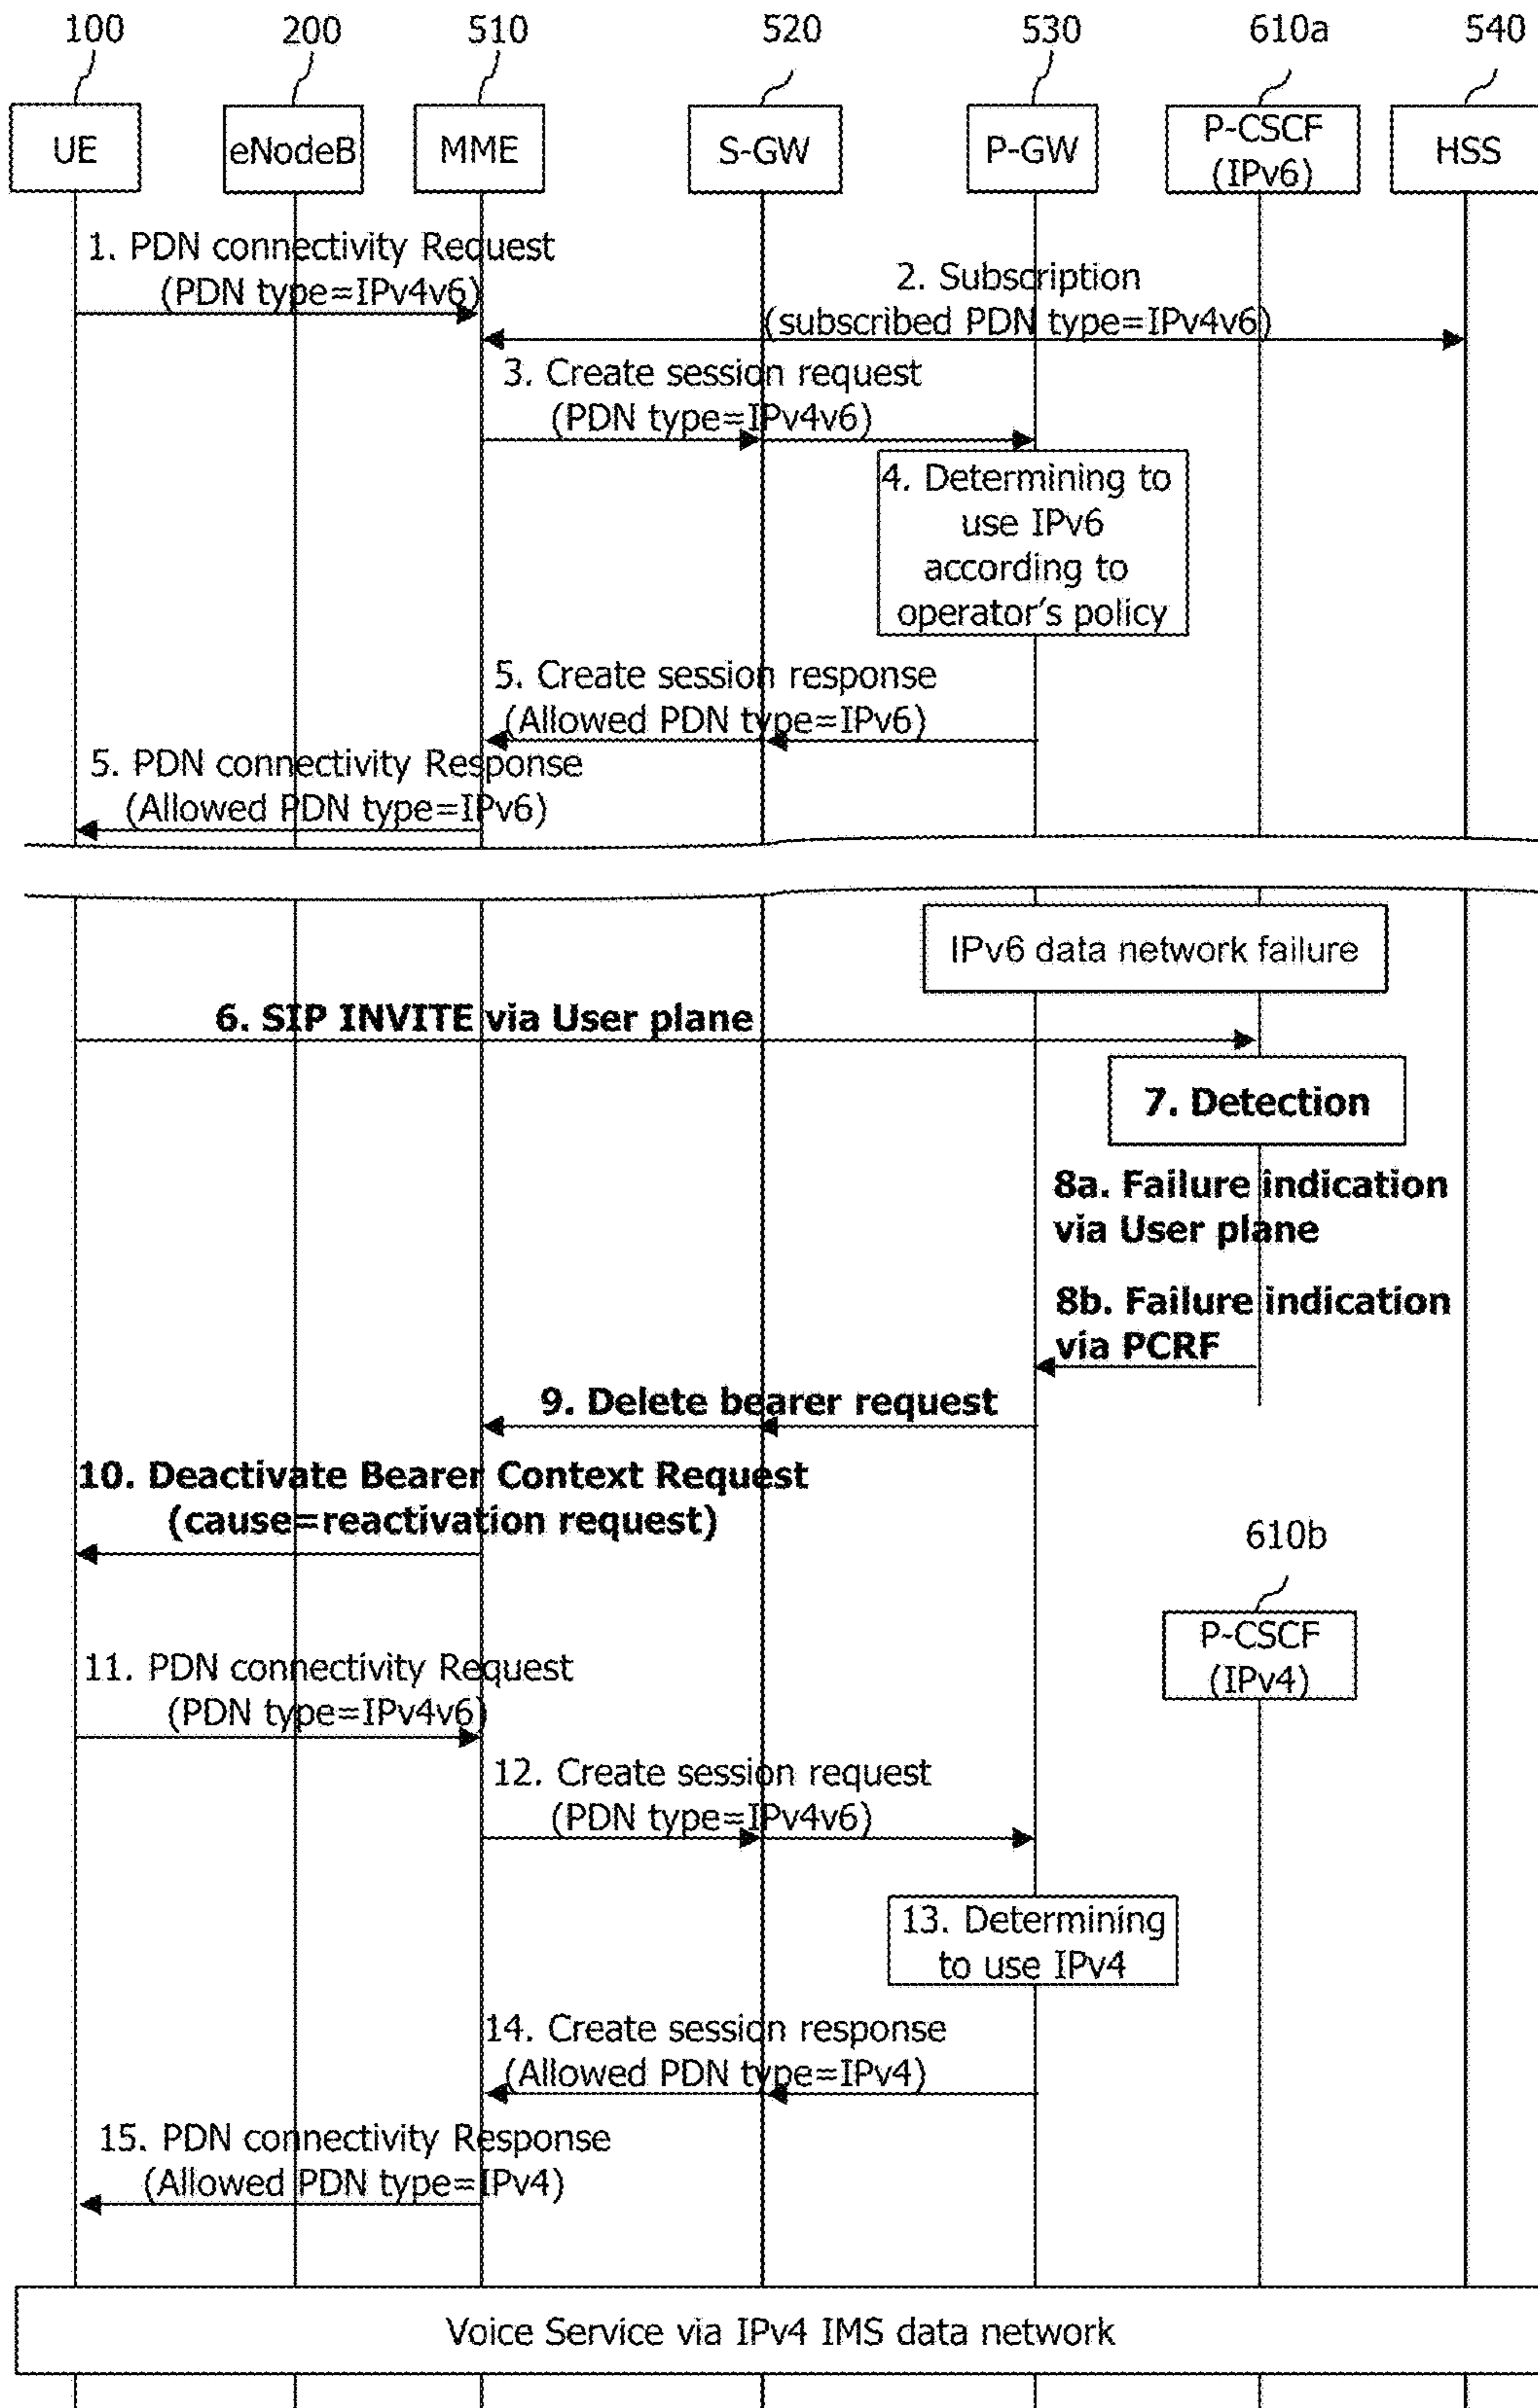 100
200
510
520
530
610a
540
UE
eNodeB
MME
S-GW
P-GW
P-CSCF
(IPv6)
HSS
1. PDN connectivity Request
(PDN type=IPv4v6)
2. Subscription
(subscribed PDN type=IPv4v6)
3. Create session request
(PDN type=IPv4v6)
4. Determining to
use IPv6
according to
operator's policy
5. Create session response
(Allowed PDN type=IPv6)
5. PDN connectivity Response
(Allowed PDN type=IPv6)
IPv6 data network failure
6. SIP INVITE via User plane
7. Detection
8a. Failure indication
via User plane
8b. Failure indication
via PCRF
9. Delete bearer request
10. Deactivate Bearer Context Request
(cause=reactivation request)
610b
P-CSCF
(IPv4)
11. PDN connectivity Request
(PDN type=IPv4v6)
12. Create session request
(PDN type=IPv4v6)
13. Determining
to use IPv4
14. Create session response
(Allowed PDN type=IPv4)
15. PDN connectivity Response
(Allowed PDN type=IPv4)
Voice Service via IPv4 IMS data network